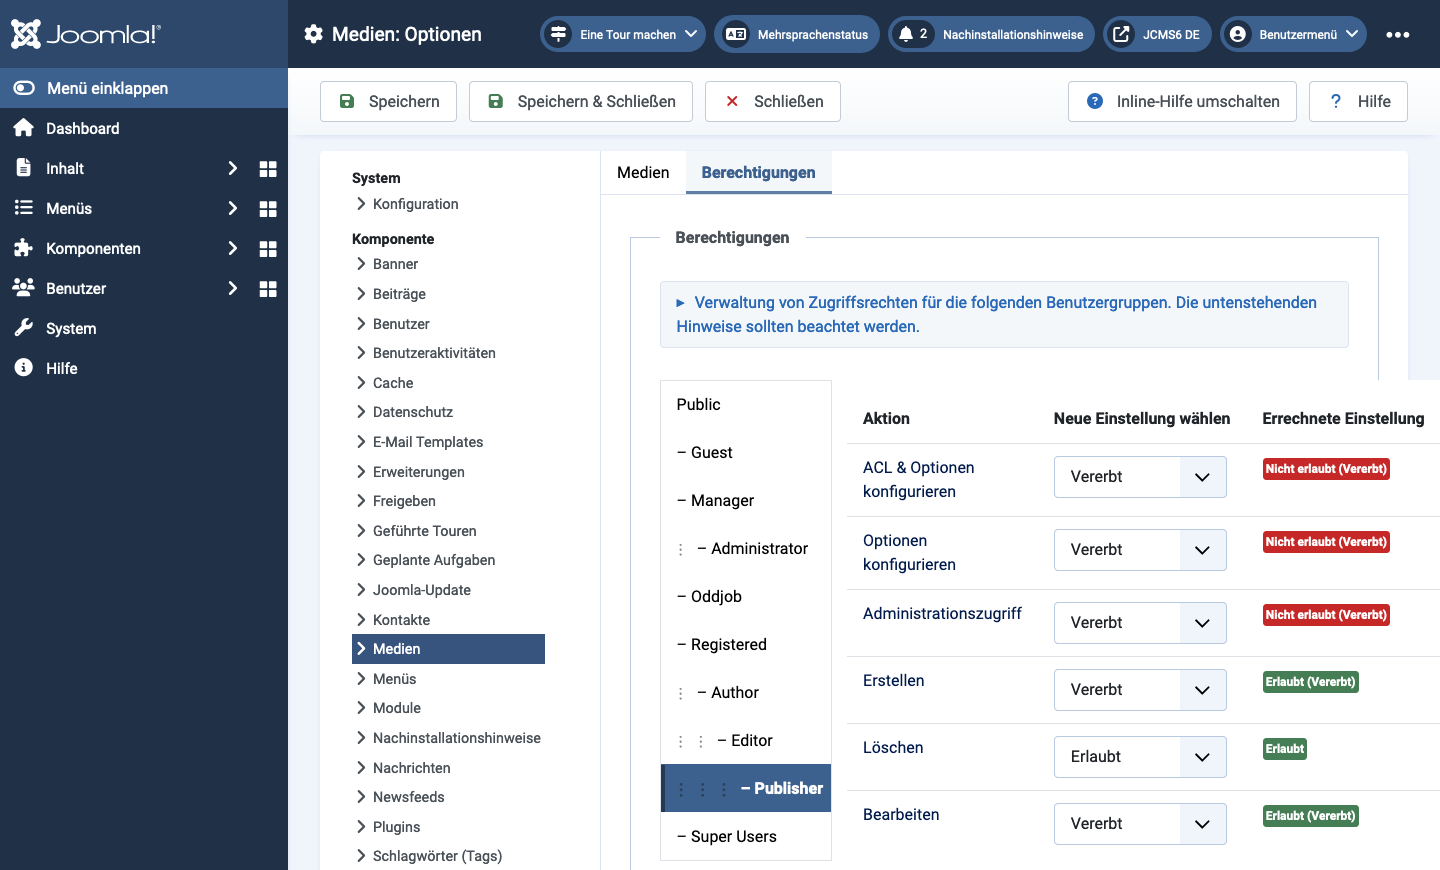 Joomla!®
Medien: Optionen
Eine Tour machen
Mehrsprachenstatus
2 Nachinstallationshinweise
JCMS6 DE
Benutzermenü
Menü einklappen
Dashboard
Inhalt
Menüs
Komponenten
Benutzer
System
Hilfe
Speichern
Speichern & Schließen
Schließen
Inline-Hilfe umschalten
? Hilfe
System
Konfiguration
Komponente
Banner
Beiträge
Benutzer
Benutzeraktivitäten
Cache
Datenschutz
E-Mail Templates
Erweiterungen
Freigeben
Geführte Touren
Geplante Aufgaben
Joomla-Update
Kontakte
Medien
Menüs
Module
Nachinstallationshinweise
Nachrichten
Newsfeeds
Plugins
Schlagwörter (Tags)
Medien
Berechtigungen
Berechtigungen
Verwaltung von Zugriffsrechten für die folgenden Benutzergruppen. Die untenstehenden
Hinweise sollten beachtet werden.
Public
– Guest
– Manager
– Administrator
– Oddjob
– Registered
– Author
– Editor
– Publisher
– Super Users
Aktion Neue Einstellung wählen Errechnete Einstellung
ACL & Optionen
konfigurieren
Vererbt
Nicht erlaubt (Vererbt)
Optionen
konfigurieren
Vererbt
Nicht erlaubt (Vererbt)
Administrationszugriff
Vererbt
Nicht erlaubt (Vererbt)
Erstellen
Vererbt
Erlaubt (Vererbt)
Löschen
Erlaubt
Erlaubt
Bearbeiten
Vererbt
Erlaubt (Vererbt)